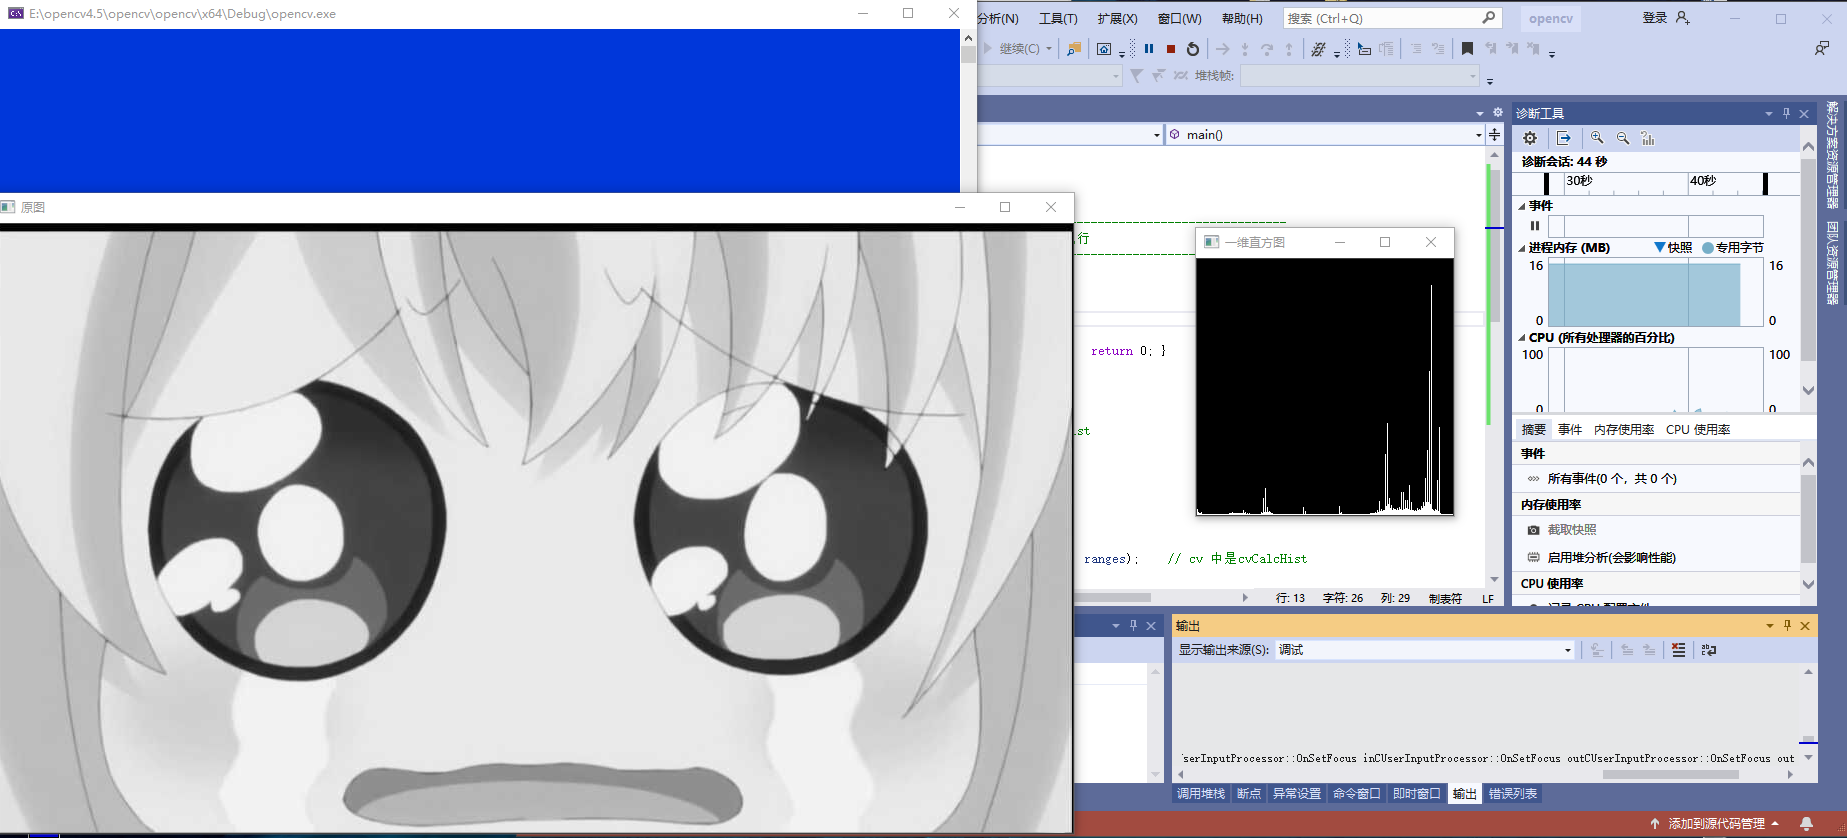 E:\opencv4.5\opencv\opencv\x64\Debug\opencv.exe
分析(N) 工具(T) 扩展(X) 窗口(W) 帮助(H) 搜索 (Ctrl+Q) opencv 登录
继续(C)
堆栈帧:
原图
main()
行
一维直方图
return 0; }
ist
ranges); // cv 中是cvCalcHist
行: 13 字符: 26 列: 29 制表符 LF
诊断工具
诊断会话: 44 秒
30秒 40秒
事件
进程内存 (MB) 快照 专用字节
16 16
0 0
CPU (所有处理器的百分比)
100 100
0 0
摘要 事件 内存使用率 CPU 使用率
事件
所有事件(0 个, 共 0 个)
内存使用率
截取快照
启用堆分析(会影响性能)
CPU 使用率
解决方案资源管理器
团队资源管理器
输出
显示输出来源(S): 调试
serInputProcessor::OnSetFocus inCUserInputProcessor::OnSetFocus outCUserInputProcessor::OnSetFocus out
调用堆栈 断点 异常设置 命令窗口 即时窗口 输出 错误列表
添加到源代码管理